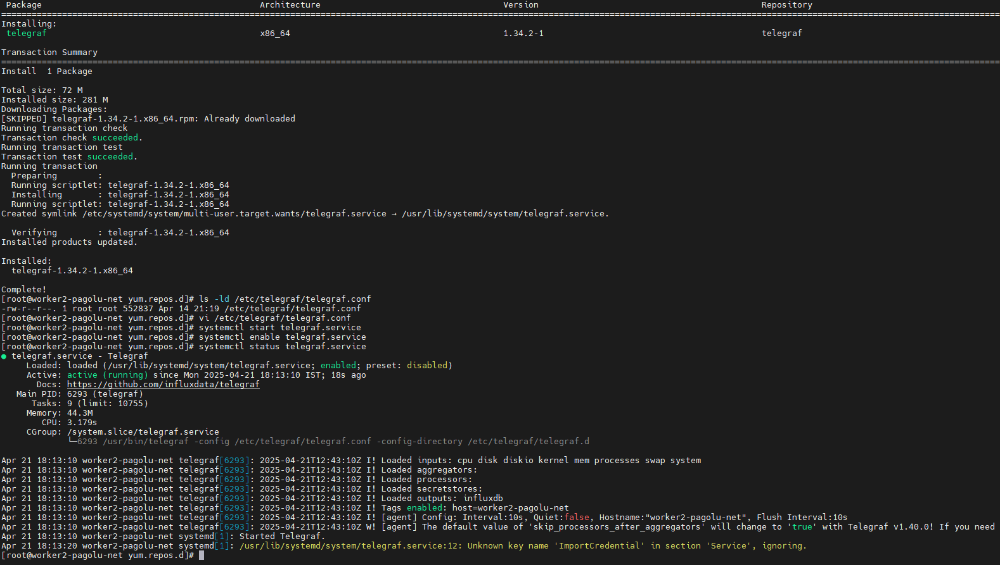 Package Architecture Version Repository
================================================================================
Installing:
telegraf x86_64 1.34.2-1 telegraf
Transaction Summary
================================================================================
Install  1 Package
Total size: 72 M
Installed size: 281 M
Downloading Packages:
[SKIPPED] telegraf-1.34.2-1.x86_64.rpm: Already downloaded
Running transaction check
Transaction check succeeded.
Running transaction test
Transaction test succeeded.
Running transaction
  Preparing        :
  Running scriptlet: telegraf-1.34.2-1.x86_64
  Installing       : telegraf-1.34.2-1.x86_64
  Running scriptlet: telegraf-1.34.2-1.x86_64
Created symlink /etc/systemd/system/multi-user.target.wants/telegraf.service → /usr/lib/systemd/system/telegraf.service.
  Verifying        : telegraf-1.34.2-1.x86_64
Installed products updated.
Installed:
  telegraf-1.34.2-1.x86_64
Complete!
[root@worker2-pagolu-net yum.repos.d]# ls -ld /etc/telegraf/telegraf.conf
-rw-r--r--. 1 root root 552837 Apr 14 21:19 /etc/telegraf/telegraf.conf
[root@worker2-pagolu-net yum.repos.d]# vi /etc/telegraf/telegraf.conf
[root@worker2-pagolu-net yum.repos.d]# systemctl start telegraf.service
[root@worker2-pagolu-net yum.repos.d]# systemctl enable telegraf.service
[root@worker2-pagolu-net yum.repos.d]# systemctl status telegraf.service
● telegraf.service - Telegraf
     Loaded: loaded (/usr/lib/systemd/system/telegraf.service; enabled; preset: disabled)
     Active: active (running) since Mon 2025-04-21 18:13:10 IST; 18s ago
       Docs: https://github.com/influxdata/telegraf
   Main PID: 6293 (telegraf)
      Tasks: 9 (limit: 10755)
     Memory: 44.3M
        CPU: 3.179s
     CGroup: /system.slice/telegraf.service
             └─6293 /usr/bin/telegraf -config /etc/telegraf/telegraf.conf -config-directory /etc/telegraf/telegraf.d
Apr 21 18:13:10 worker2-pagolu-net telegraf[6293]: 2025-04-21T12:43:10Z I! Loaded inputs: cpu disk diskio kernel mem processes swap system
Apr 21 18:13:10 worker2-pagolu-net telegraf[6293]: 2025-04-21T12:43:10Z I! Loaded aggregators:
Apr 21 18:13:10 worker2-pagolu-net telegraf[6293]: 2025-04-21T12:43:10Z I! Loaded processors:
Apr 21 18:13:10 worker2-pagolu-net telegraf[6293]: 2025-04-21T12:43:10Z I! Loaded secretstores:
Apr 21 18:13:10 worker2-pagolu-net telegraf[6293]: 2025-04-21T12:43:10Z I! Loaded outputs: influxdb
Apr 21 18:13:10 worker2-pagolu-net telegraf[6293]: 2025-04-21T12:43:10Z I! Tags enabled: host=worker2-pagolu-net
Apr 21 18:13:10 worker2-pagolu-net telegraf[6293]: 2025-04-21T12:43:10Z I! [agent] Config: Interval:10s, Quiet:false, Hostname:"worker2-pagolu-net", Flush Interval:10s
Apr 21 18:13:10 worker2-pagolu-net telegraf[6293]: 2025-04-21T12:43:10Z W! [agent] The default value of 'skip_processors_after_aggregators' will change to 'true' with Telegraf v1.40.0! If you need
Apr 21 18:13:10 worker2-pagolu-net systemd[1]: Started Telegraf.
Apr 21 18:13:20 worker2-pagolu-net systemd[1]: /usr/lib/systemd/system/telegraf.service:12: Unknown key name 'ImportCredential' in section 'Service', ignoring.
[root@worker2-pagolu-net yum.repos.d]#